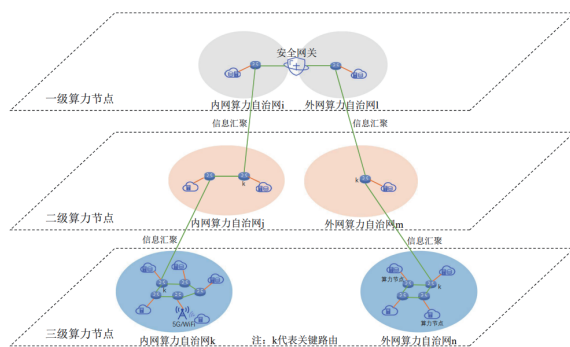 安全网关
一级算力节点
内网算力自治网i
外网算力自治网l
信息汇聚
信息汇聚
k
k
二级算力节点
内网算力自治网j
外网算力自治网m
信息汇聚
信息汇聚
k
算力节点
k
5G/WiFi
算力节点
三级算力节点
内网算力自治网k
注：k代表关键路由
外网算力自治网n